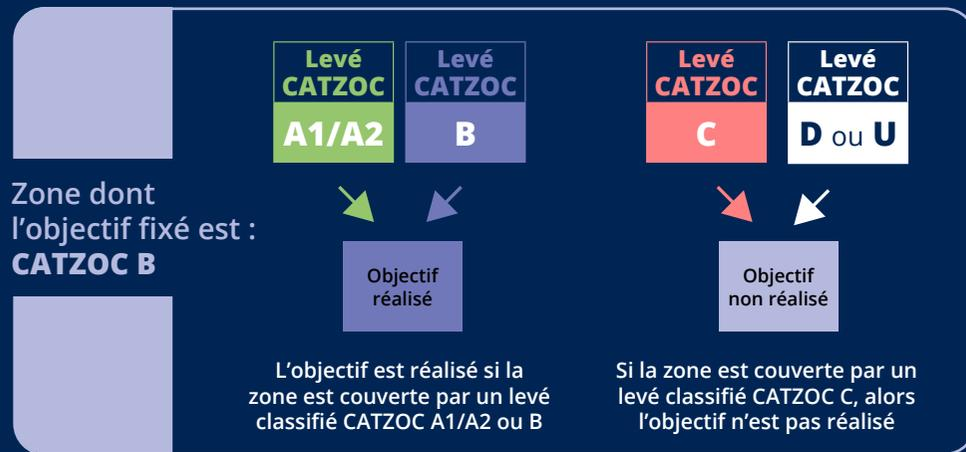 Zone dont
l'objectif fixé est :
CATZOC B
Levé
CATZOC
A1/A2
Levé
CATZOC
B
Objectif
réalisé
L'objectif est réalisé si la
zone est couverte par un levé
classifié CATZOC A1/A2 ou B
Levé
CATZOC
C
Levé
CATZOC
D ou U
Objectif
non réalisé
Si la zone est couverte par un
levé classifié CATZOC C, alors
l'objectif n'est pas réalisé